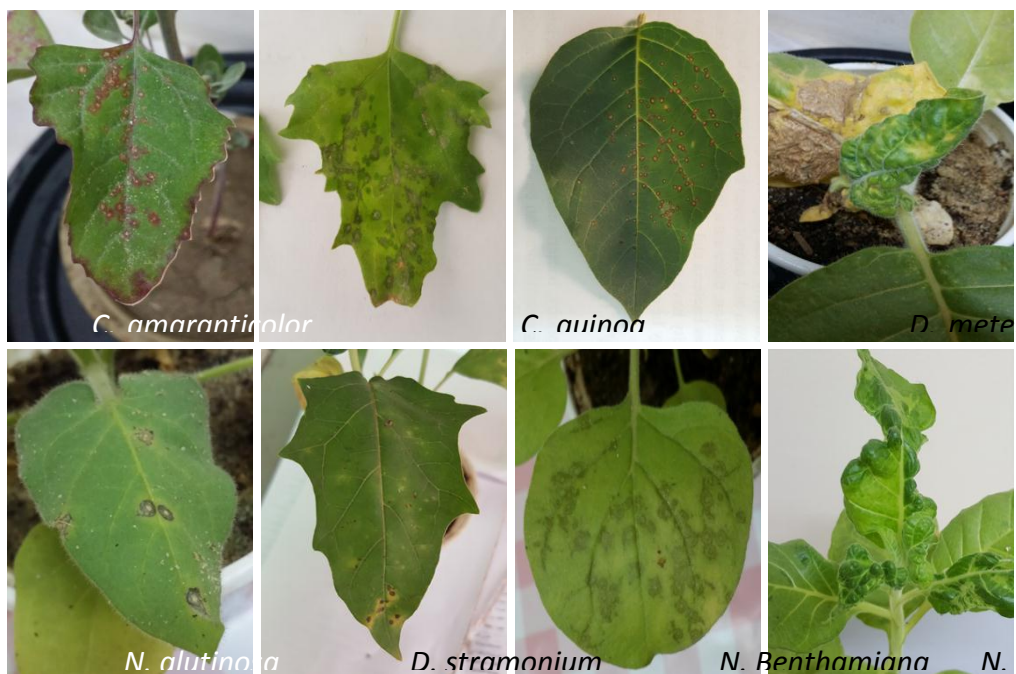 C. amaranticolor
C. quinoa
D. mete
N. glutinosa
D. stramonium
N. Benthamiana
N.